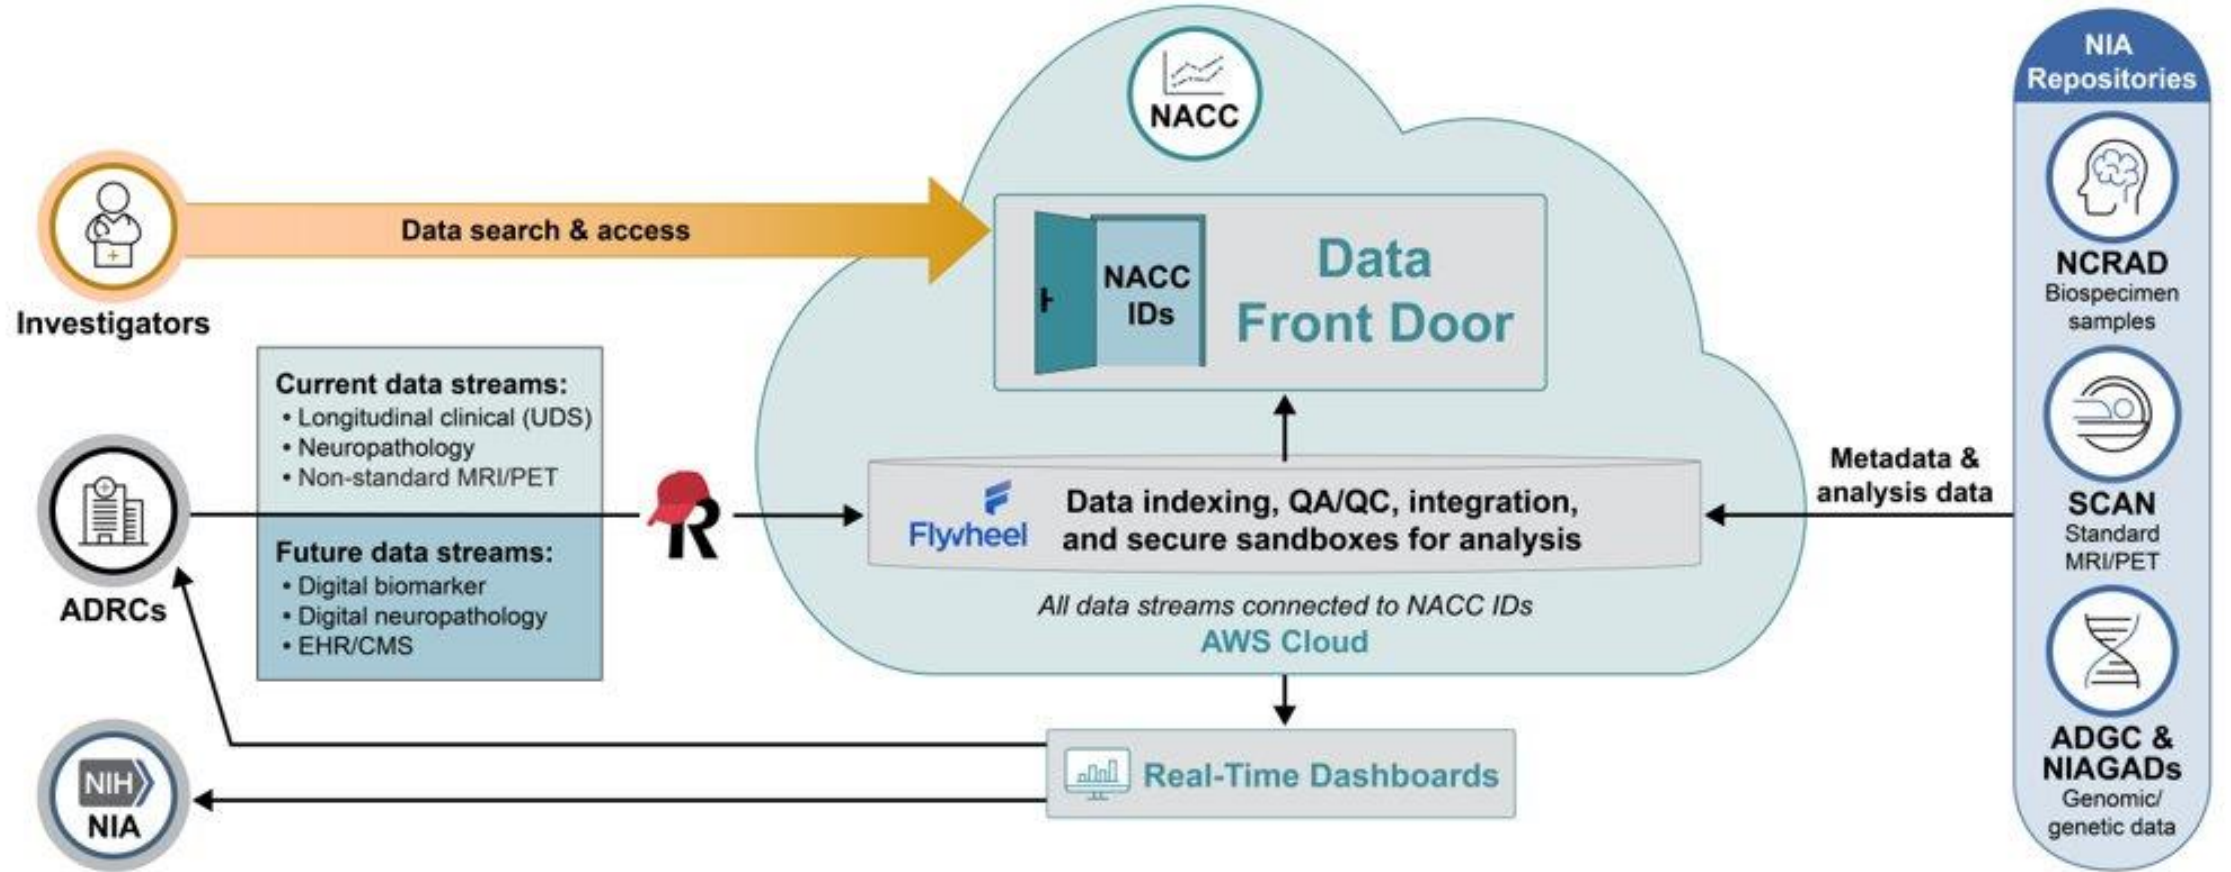 NACC
NIA
Repositories
Data search & access
Investigators
NACC
IDs
Data
Front Door
NCRAD
Biospecimen
samples
Current data streams:
• Longitudinal clinical (UDS)
• Neuropathology
• Non-standard MRI/PET
Future data streams:
• Digital biomarker
• Digital neuropathology
• EHR/CMS
ADRCs
R
Flywheel
Data indexing, QA/QC, integration,
and secure sandboxes for analysis
All data streams connected to NACC IDs
AWS Cloud
Metadata &
analysis data
SCAN
Standard
MRI/PET
ADGC &
NIAGADs
Genomic/
genetic data
Real-Time Dashboards
NIH
NIA